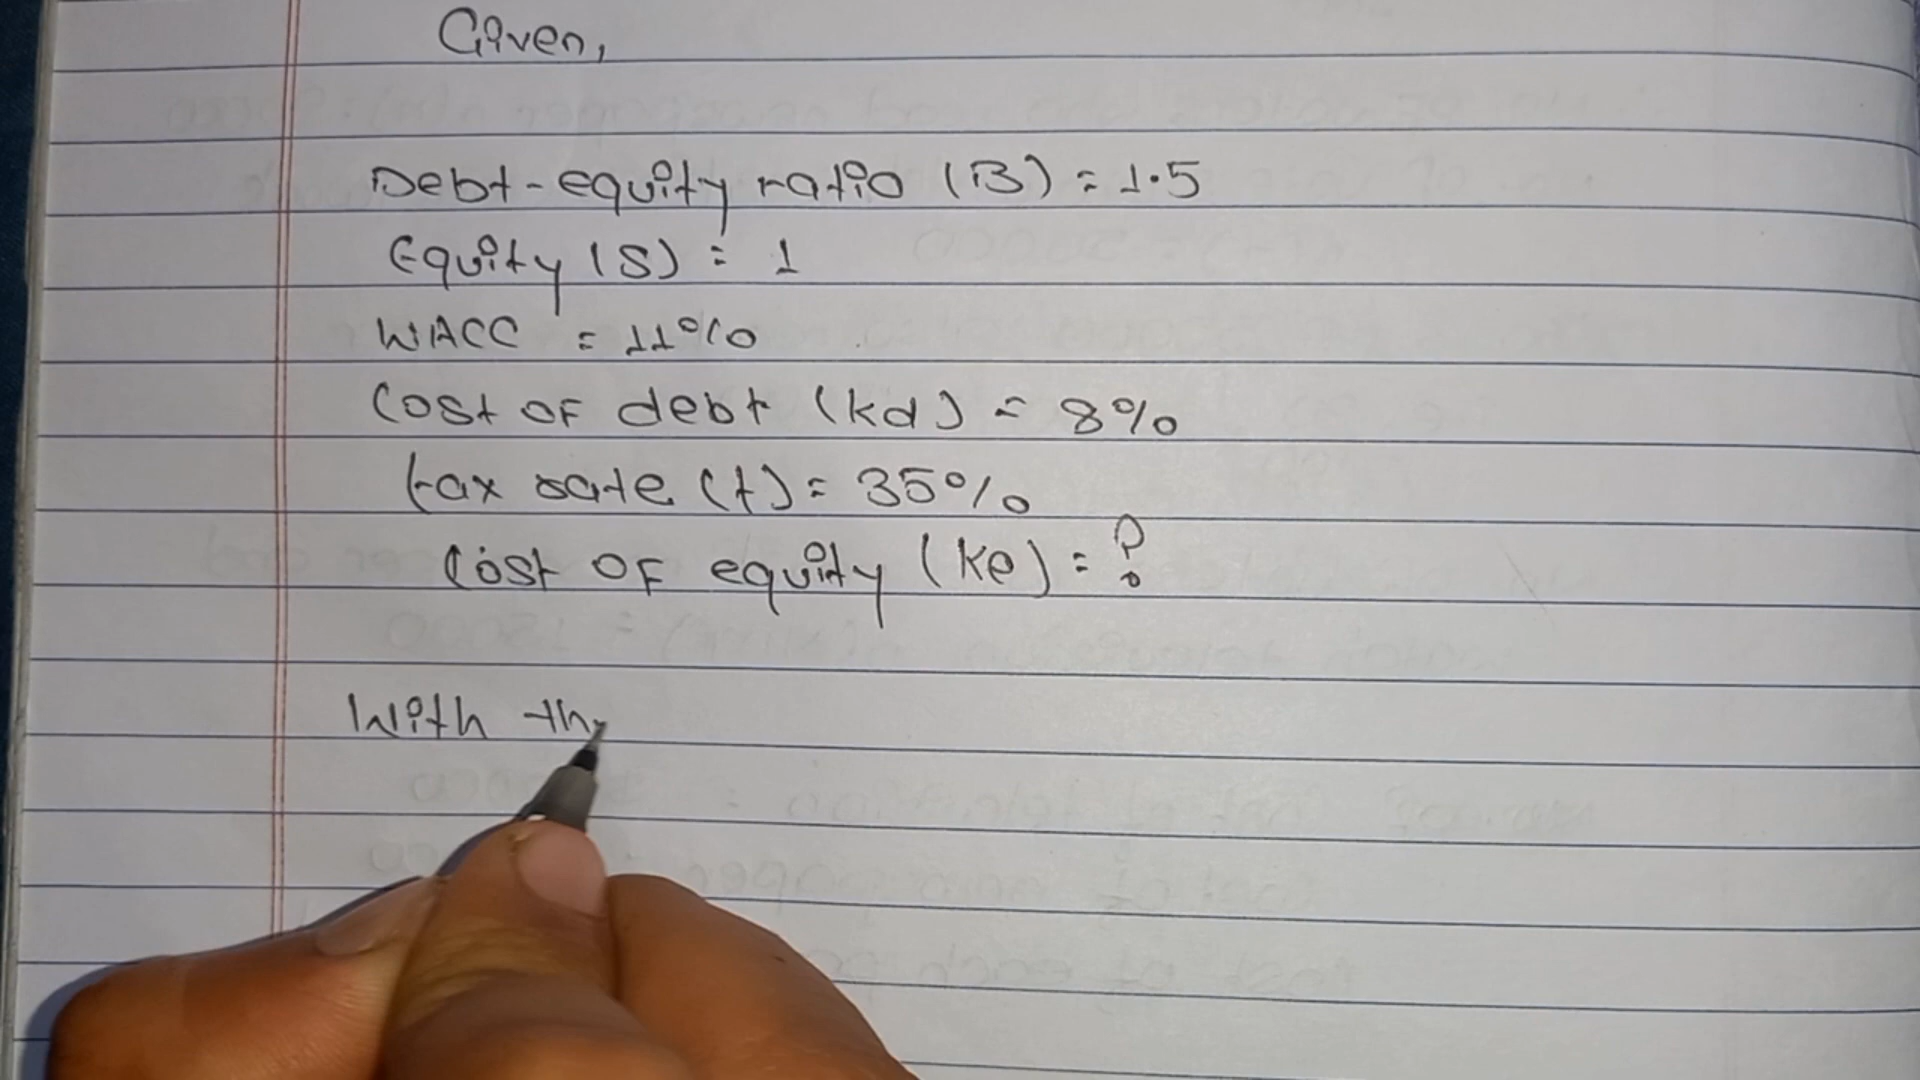 Given,
Debt-equity ratio (B) = 1.5
Equity (S) = 1
WACC = 11%
Cost of debt (kd) = 8%
tax rate (t) = 35%
Cost of equity (ke) = ?
With th